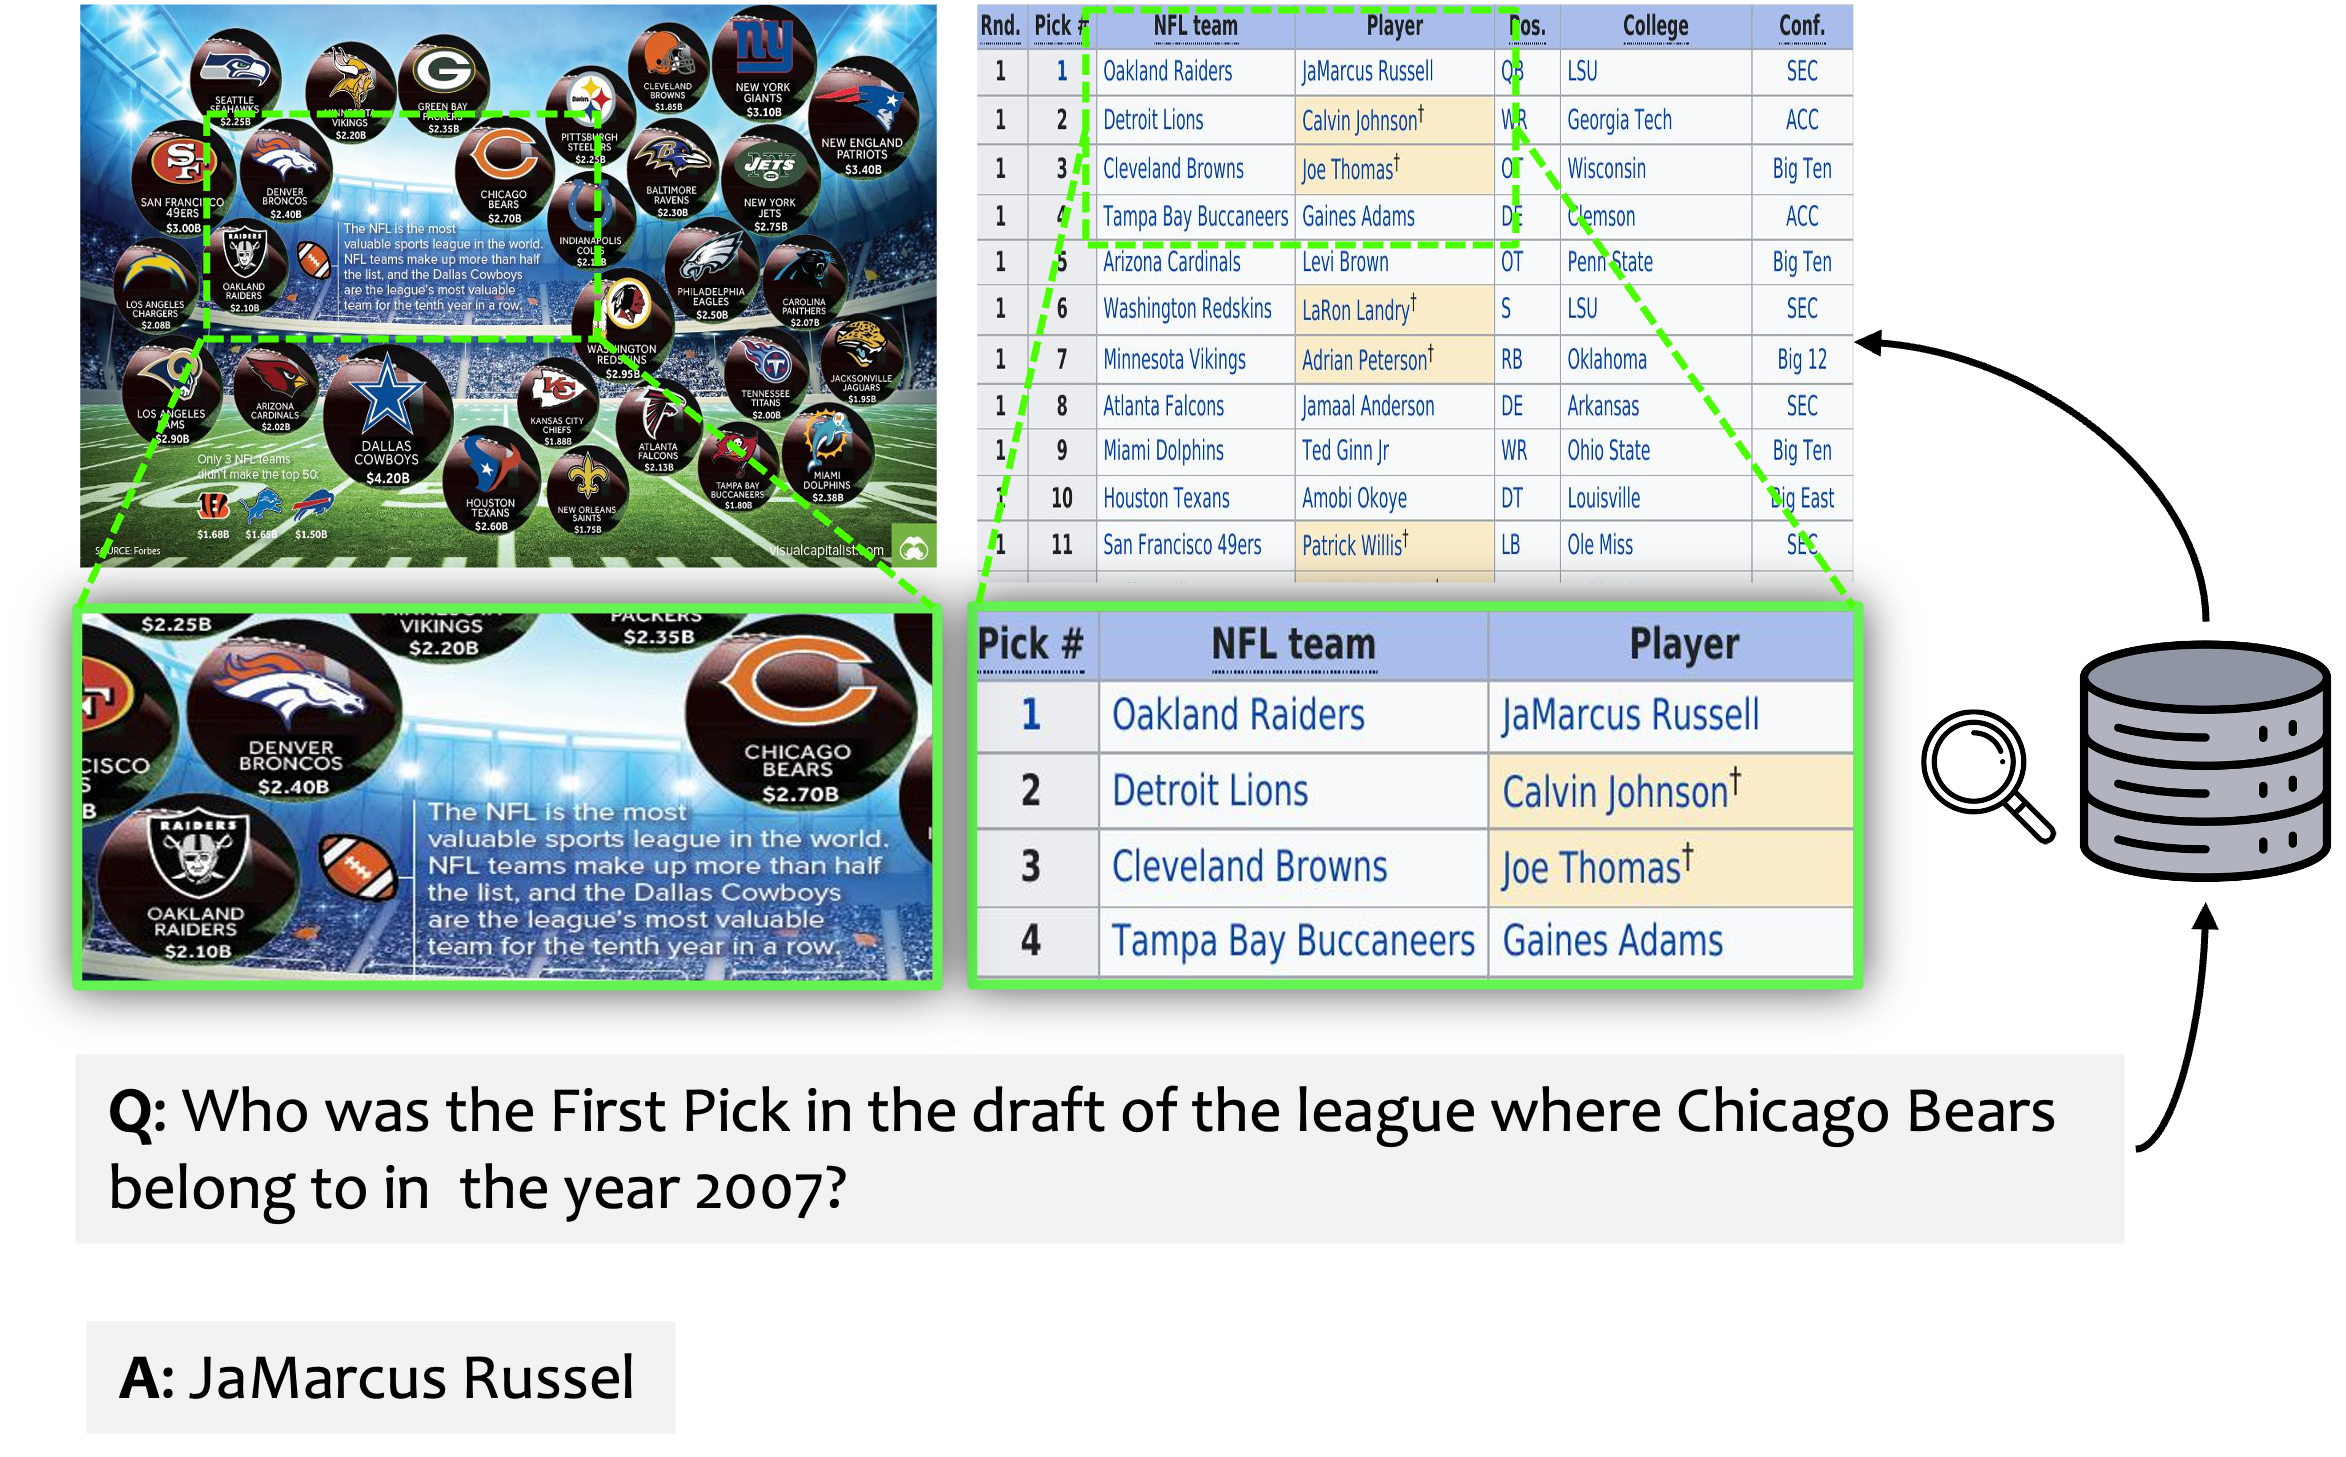 SEATTLE
SEAHAWKS
$2.25B
MINNESOTA
VIKINGS
$2.20B
GREEN BAY
PACKERS
$2.35B
PITTSBURGH
STEELERS
$2.25B
CLEVELAND
BROWNS
$1.85B
ny
NEW YORK
GIANTS
$3.10B
NEW ENGLAND
PATRIOTS
$3.40B
SF
SAN FRANCISCO
49ERS
$3.00B
DENVER
BRONCOS
$2.40B
CHICAGO
BEARS
$2.70B
INDIANAPOLIS
COLTS
BALTIMORE
RAVENS
$2.30B
JETS
NEW YORK
JETS
$2.75B
LOS ANGELES
CHARGERS
$2.08B
RAIDERS
OAKLAND
RAIDERS
$2.10B
The NFL is the most
valuable sports league in the world.
NFL teams make up more than half
the list, and the Dallas Cowboys
are the league's most valuable
team for the tenth year in a row.
WASHINGTON
REDSKINS
$2.95B
PHILADELPHIA
EAGLES
$2.50B
CAROLINA
PANTHERS
$2.07B
LOS ANGELES
RAMS
$2.90B
ARIZONA
CARDINALS
$2.02B
DALLAS
COWBOYS
$4.20B
KC
KANSAS CITY
CHIEFS
$1.88B
ATLANTA
FALCONS
$2.13B
TENNESSEE
TITANS
$2.00B
JACKSONVILLE
JAGUARS
$1.95B
HOUSTON
TEXANS
$2.60B
NEW ORLEANS
SAINTS
$1.75B
TAMPA BAY
BUCCANEERS
$1.80B
MIAMI
DOLPHINS
$2.38B
Only 3 NFL teams
didn't make the top 50:
$1.68B $1.65B $1.50B
SOURCE: Forbes
visualcapitalist.com
Rnd. Pick # NFL team Player Pos. College Conf.
1 1 Oakland Raiders JaMarcus Russell QB LSU SEC
1 2 Detroit Lions Calvin Johnson† WR Georgia Tech ACC
1 3 Cleveland Browns Joe Thomas† OT Wisconsin Big Ten
1 4 Tampa Bay Buccaneers Gaines Adams DE Clemson ACC
1 5 Arizona Cardinals Levi Brown OT Penn State Big Ten
1 6 Washington Redskins LaRon Landry† S LSU SEC
1 7 Minnesota Vikings Adrian Peterson† RB Oklahoma Big 12
1 8 Atlanta Falcons Jamaal Anderson DE Arkansas SEC
1 9 Miami Dolphins Ted Ginn Jr WR Ohio State Big Ten
1 10 Houston Texans Amobi Okoye DT Louisville Big East
1 11 San Francisco 49ers Patrick Willis† LB Ole Miss SEC
$2.25B
VIKINGS
$2.20B
PACKERS
$2.35B
CISCO
S
B
DENVER
BRONCOS
$2.40B
CHICAGO
BEARS
$2.70B
RAIDERS
OAKLAND
RAIDERS
$2.10B
The NFL is the most
valuable sports league in the world.
NFL teams make up more than half
the list, and the Dallas Cowboys
are the league's most valuable
team for the tenth year in a row.
Pick # NFL team Player
1 Oakland Raiders JaMarcus Russell
2 Detroit Lions Calvin Johnson†
3 Cleveland Browns Joe Thomas†
4 Tampa Bay Buccaneers Gaines Adams
Q: Who was the First Pick in the draft of the league where Chicago Bears
belong to in the year 2007?
A: JaMarcus Russel